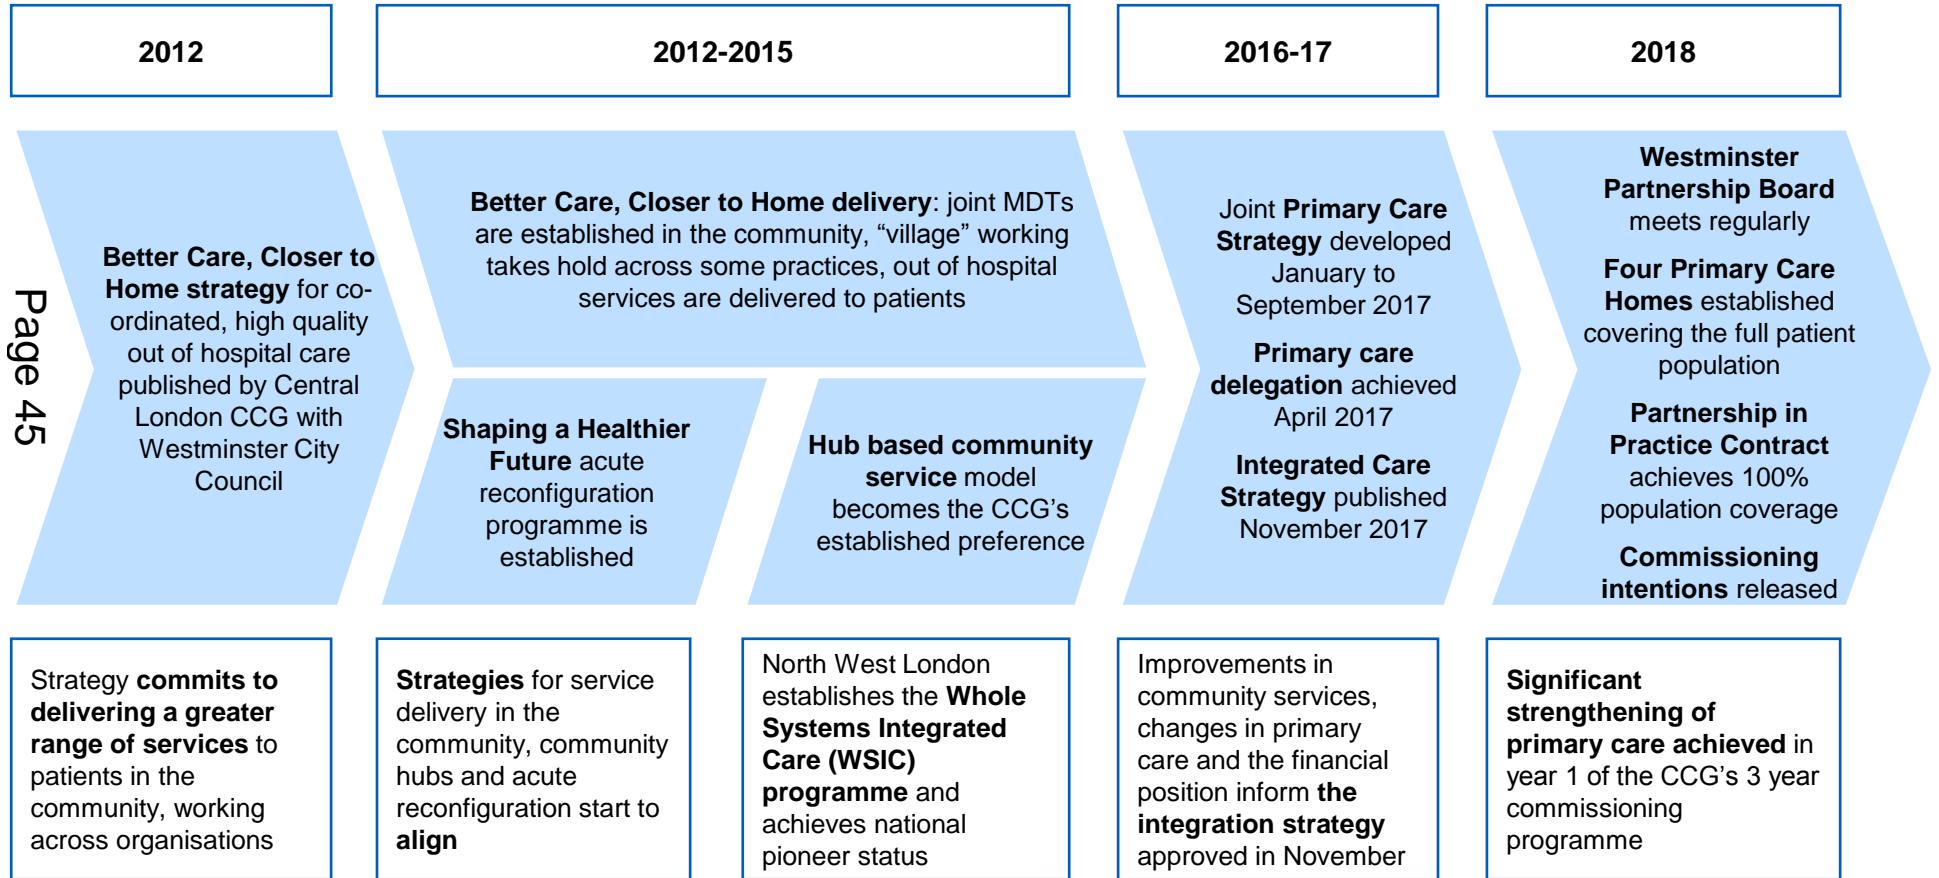 2012
2012-2015
2016-17
2018
Page 45
Better Care, Closer to
Home strategy for co-
ordinated, high quality
out of hospital care
published by Central
London CCG with
Westminster City
Council
Better Care, Closer to Home delivery: joint MDTs
are established in the community, “village” working
takes hold across some practices, out of hospital
services are delivered to patients
Shaping a Healthier
Future acute
reconfiguration
programme is
established
Hub based community
service model
becomes the CCG’s
established preference
Joint Primary Care
Strategy developed
January to
September 2017
Primary care
delegation achieved
April 2017
Integrated Care
Strategy published
November 2017
Westminster
Partnership Board
meets regularly
Four Primary Care
Homes established
covering the full patient
population
Partnership in
Practice Contract
achieves 100%
population coverage
Commissioning
intentions released
Strategy commits to
delivering a greater
range of services to
patients in the
community, working
across organisations
Strategies for service
delivery in the
community, community
hubs and acute
reconfiguration start to
align
North West London
establishes the Whole
Systems Integrated
Care (WSIC)
programme and
achieves national
pioneer status
Improvements in
community services,
changes in primary
care and the financial
position inform the
integration strategy
approved in November
Significant
strengthening of
primary care achieved in
year 1 of the CCG’s 3 year
commissioning
programme